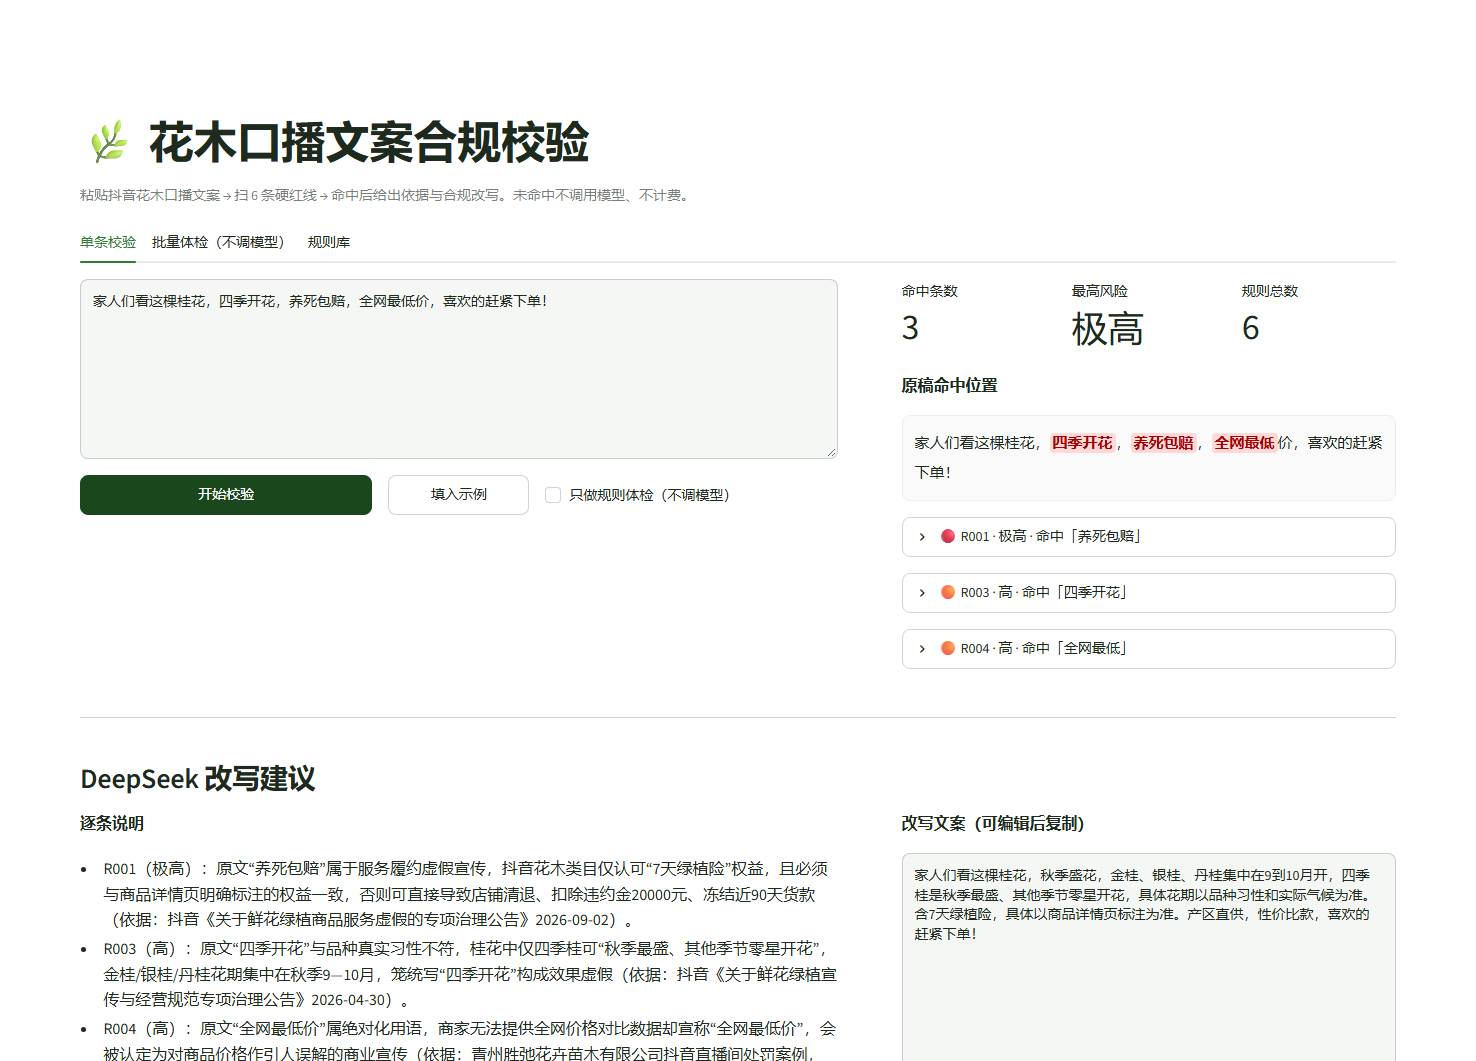 花木口播文案合规校验
粘贴抖音花木口播文案 → 扫 6 条硬红线 → 命中后给出依据与合规改写。未命中不调用模型、不计费。
单条校验 批量体检（不调模型） 规则库
家人们看这棵桂花，四季开花，养死包赔，全网最低价，喜欢的赶紧下单！
开始校验 填入示例 只做规则体检（不调模型）
命中条数 最高风险 规则总数
3 极高 6
原稿命中位置
家人们看这棵桂花，四季开花，养死包赔，全网最低价，喜欢的赶紧
下单！
R001 · 极高 · 命中「养死包赔」
R003 · 高 · 命中「四季开花」
R004 · 高 · 命中「全网最低」
DeepSeek 改写建议
逐条说明
R001（极高）：原文“养死包赔”属于服务履约虚假宣传，抖音花木类目仅认可“7天绿植险”权益，且必须
与商品详情页明确标注的权益一致，否则可直接导致店铺清退、扣除违约金20000元、冻结近90天货款
（依据：抖音《关于鲜花绿植商品服务虚假的专项治理公告》2026-09-02）。
R003（高）：原文“四季开花”与品种真实习性不符，桂花中仅四季桂可“秋季最盛、其他季节零星开花”，
金桂/银桂/丹桂花期集中在秋季9—10月，笼统写“四季开花”构成效果虚假（依据：抖音《关于鲜花绿植宣
传与经营规范专项治理公告》2026-04-30）。
R004（高）：原文“全网最低价”属绝对化用语，商家无法提供全网价格对比数据却宣称“全网最低价”，会
被认定为对商品价格作引人误解的商业宣传（依据：青州胜弛花卉苗木有限公司抖音直播间处罚案例，
改写文案（可编辑后复制）
家人们看这棵桂花，秋季盛花，金桂、银桂、丹桂集中在9到10月开，四季
桂是秋季最盛、其他季节零星开花，具体花期以品种习性和实际气候为准。
含7天绿植险，具体以商品详情页标注为准。产区直供，性价比款，喜欢的
赶紧下单！